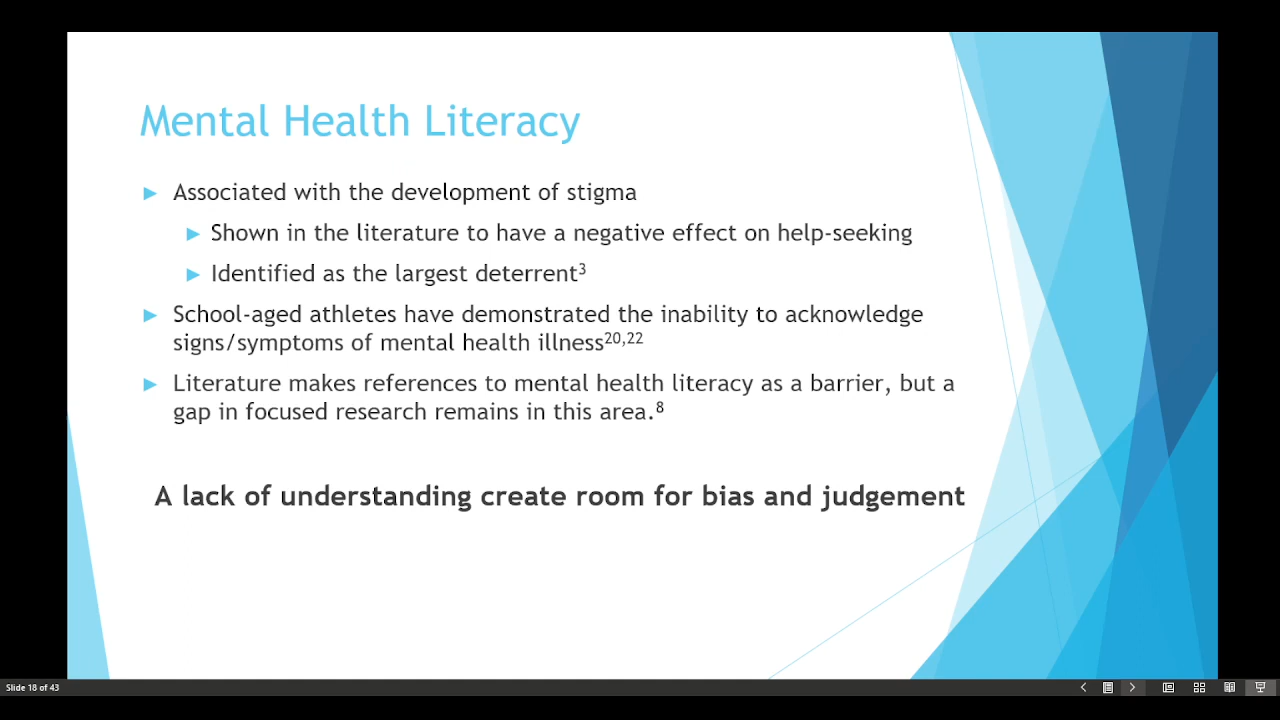 Mental Health Literacy
Associated with the development of stigma
Shown in the literature to have a negative effect on help-seeking
Identified as the largest deterrent³
School-aged athletes have demonstrated the inability to acknowledge
signs/symptoms of mental health illness²⁰,²²
Literature makes references to mental health literacy as a barrier, but a
gap in focused research remains in this area.⁸
A lack of understanding create room for bias and judgement
Slide 18 of 43